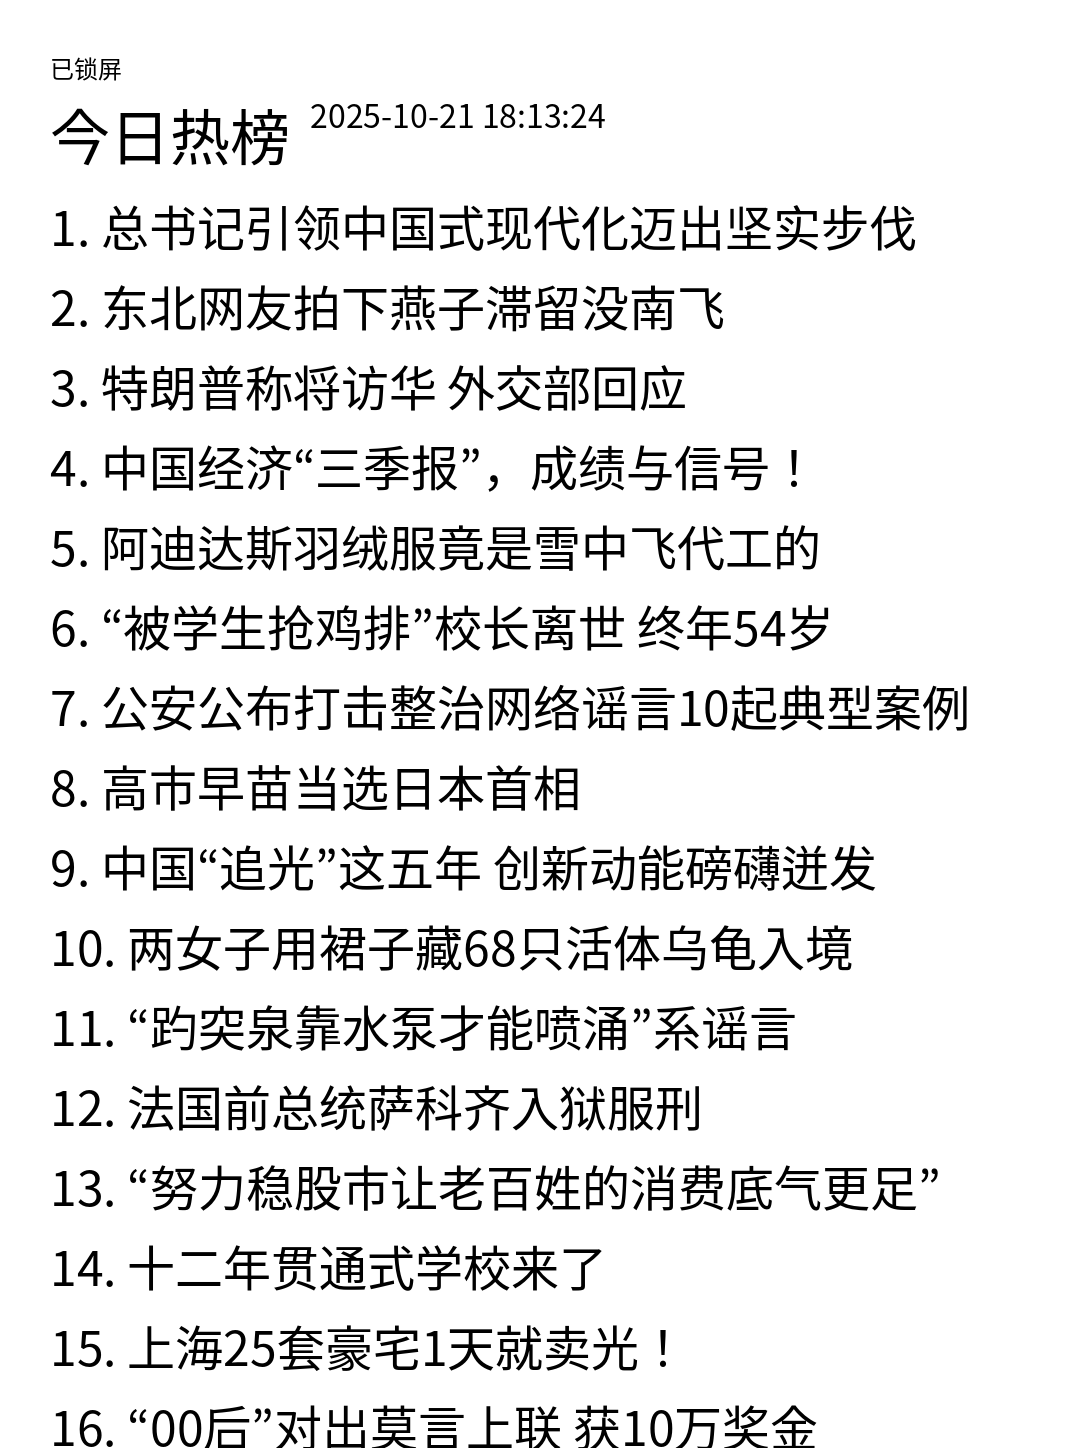 已锁屏
今日热榜 2025-10-21 18:13:24
1. 总书记引领中国式现代化迈出坚实步伐
2. 东北网友拍下燕子滞留没南飞
3. 特朗普称将访华 外交部回应
4. 中国经济“三季报”，成绩与信号！
5. 阿迪达斯羽绒服竟是雪中飞代工的
6. “被学生抢鸡排”校长离世 终年54岁
7. 公安公布打击整治网络谣言10起典型案例
8. 高市早苗当选日本首相
9. 中国“追光”这五年 创新动能磅礴迸发
10. 两女子用裙子藏68只活体乌龟入境
11. “趵突泉靠水泵才能喷涌”系谣言
12. 法国前总统萨科齐入狱服刑
13. “努力稳股市让老百姓的消费底气更足”
14. 十二年贯通式学校来了
15. 上海25套豪宅1天就卖光！
16. “00后”对出莫言上联 获10万奖金